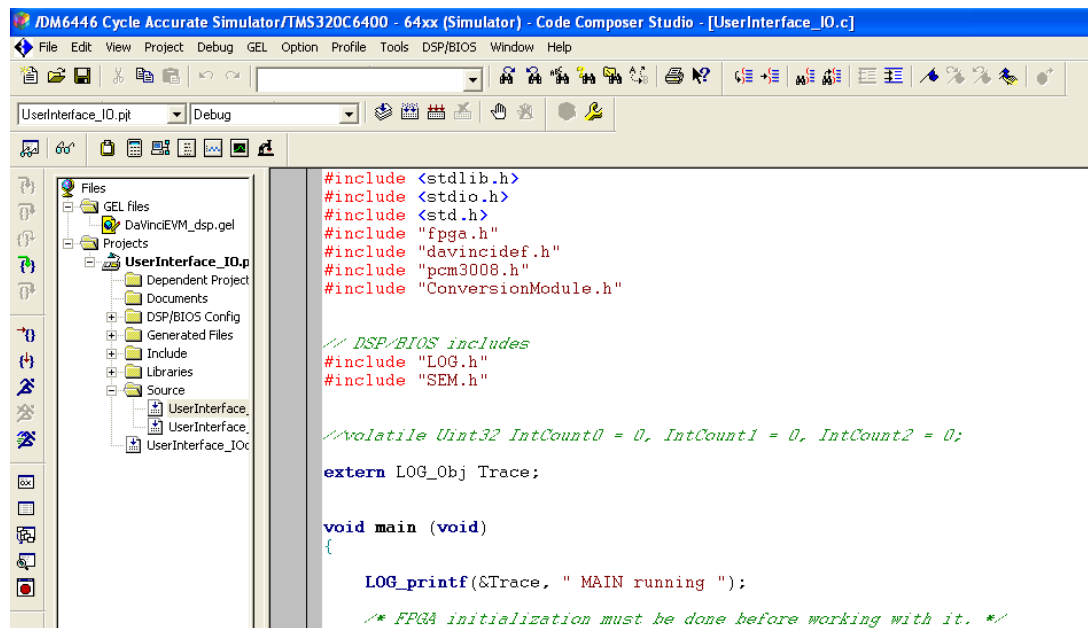 /DM6446 Cycle Accurate Simulator/TMS320C6400 - 64xx (Simulator) - Code Composer Studio - [UserInterface_IO.c]
File Edit View Project Debug GEL Option Profile Tools DSP/BIOS Window Help
UserInterface_IO.pjt Debug
Files
GEL files
DaVinciEVM_dsp.gel
Projects
UserInterface_IO.p
Dependent Project
Documents
DSP/BIOS Config
Generated Files
Include
Libraries
Source
UserInterface_
UserInterface_
UserInterface_IOc
#include <stdlib.h>
#include <stdio.h>
#include <std.h>
#include "fpga.h"
#include "davincidef.h"
#include "pcm3008.h"
#include "ConversionModule.h"
// DSP/BIOS includes
#include "LOG.h"
#include "SEM.h"
//volatile Uint32 IntCount0 = 0, IntCount1 = 0, IntCount2 = 0;
extern LOG_Obj Trace;
void main (void)
{
LOG_printf(&Trace, " MAIN running ");
/* FPGA initialization must be done before working with it. */